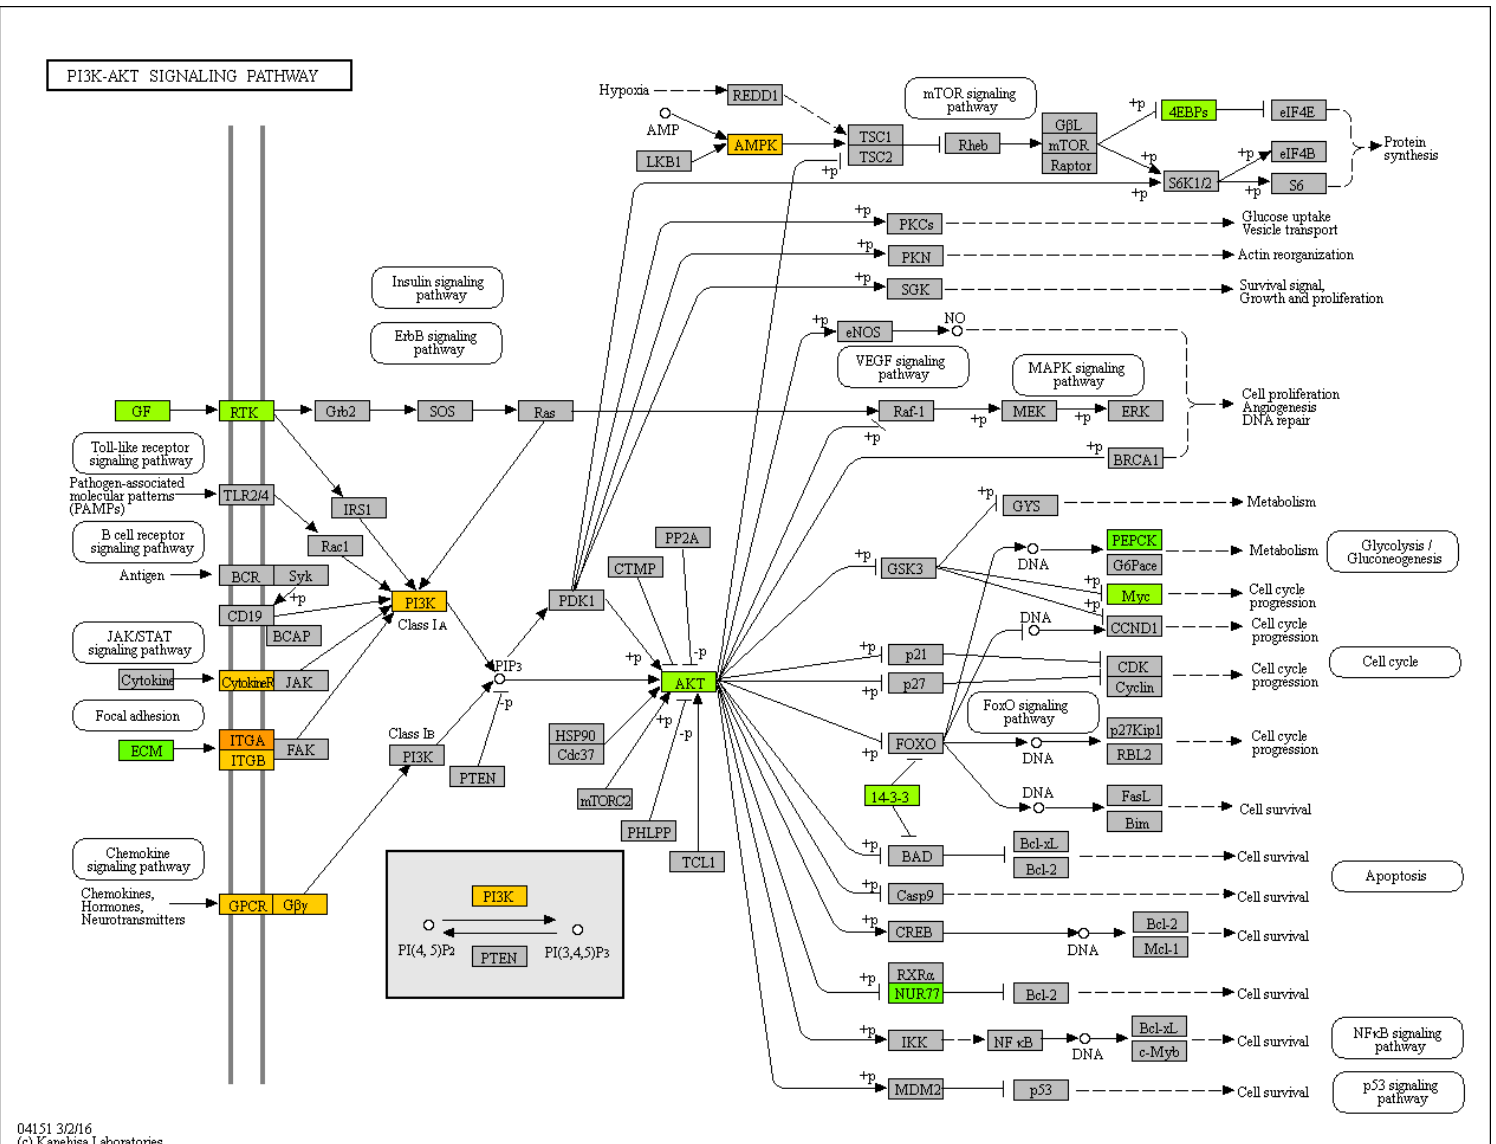 PI3K-AKT SIGNALING PATHWAY
Hypoxia
REDD1
AMP
LKB1
AMPK
TSC1
TSC2
+p
Rheb
mTOR signaling
pathway
GβL
mTOR
Raptor
+p
4EBPs
eIF4E
+p
S6K1/2
+p
+p
eIF4B
+p
S6
Protein
synthesis
+p
PKCs
Glucose uptake
Vesicle transport
+p
PKN
Actin reorganization
+p
SGK
Survival signal,
Growth and proliferation
Insulin signaling
pathway
ErbB signaling
pathway
+p
eNOS
NO
VEGF signaling
pathway
MAPK signaling
pathway
Cell proliferation
Angiogenesis
DNA repair
GF
RTK
Grb2
SOS
Ras
Raf-1
+p
+p
MEK
+p
ERK
+p
BRCA1
Toll-like receptor
signaling pathway
Pathogen-associated
molecular patterns
(PAMPs)
TLR2/4
IRS1
Rac1
B cell receptor
signaling pathway
Antigen
BCR
Syk
+p
CD19
BCAP
PI3K
Class IA
JAK/STAT
signaling pathway
Cytokine
CytokineR
JAK
Focal adhesion
ECM
ITGA
ITGB
FAK
Chemokine
signaling pathway
Chemokines,
Hormones,
Neurotransmitters
GPCR
Gβγ
Class IB
PI3K
PIP3
-p
PTEN
PDK1
CTMP
PP2A
+p
-p
AKT
HSP90
Cdc37
+p
-p
mTORC2
PHLPP
TCL1
PI3K
PI(4,5)P2
PI(3,4,5)P3
PTEN
+p
GSK3
+p
GYS
Metabolism
DNA
PEPCK
G6Pace
Metabolism
Glycolysis /
Gluconeogenesis
+p
Myc
Cell cycle
progression
+p
DNA
CCND1
Cell cycle
progression
+p
p21
+p
p27
CDK
Cyclin
Cell cycle
progression
Cell cycle
FoxO signaling
pathway
+p
FOXO
DNA
p27Kip1
RBL2
Cell cycle
progression
14-3-3
DNA
FasL
Bim
Cell survival
+p
BAD
Bcl-xL
Bcl-2
Cell survival
Apoptosis
+p
Casp9
Cell survival
+p
CREB
DNA
Bcl-2
Mcl-1
Cell survival
+p
RXRα
NUR77
Bcl-2
Cell survival
+p
IKK
NFκB
DNA
Bcl-xL
c-Myb
Cell survival
NFκB signaling
pathway
+p
MDM2
p53
Cell survival
p53 signaling
pathway
04151 3/2/16
(c) Kanehisa Laboratories